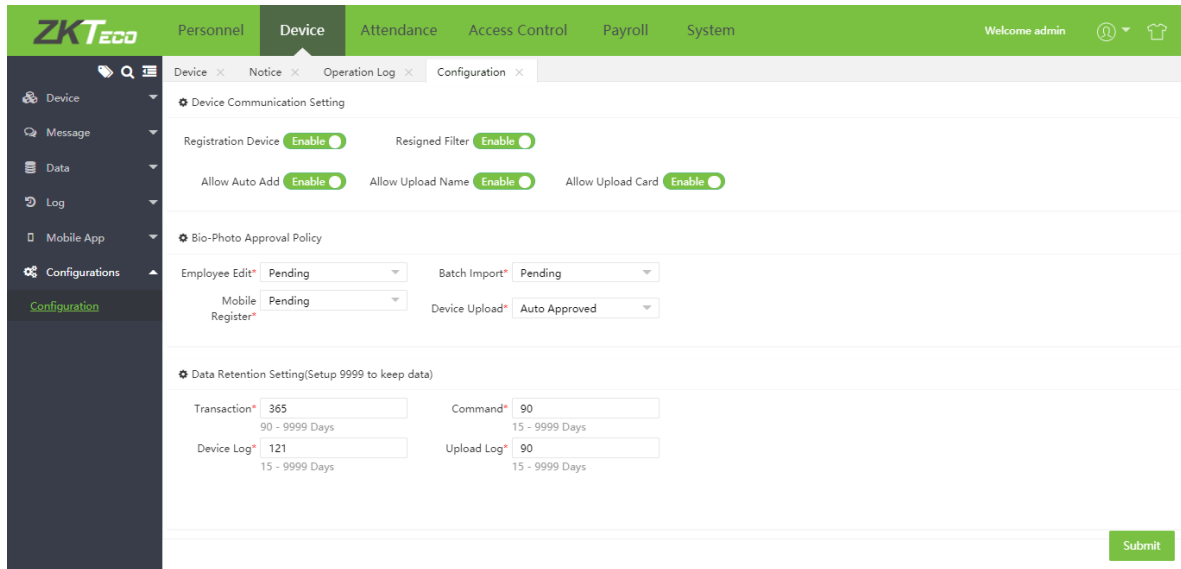 ZKTeco Personnel Device Attendance Access Control Payroll System Welcome admin
Device Notice Operation Log Configuration
Device
Message
Data
Log
Mobile App
Configurations
Configuration
Device Communication Setting
Registration Device Enable Resigned Filter Enable
Allow Auto Add Enable Allow Upload Name Enable Allow Upload Card Enable
Bio-Photo Approval Policy
Employee Edit* Pending Batch Import* Pending
Mobile Register* Pending Device Upload* Auto Approved
Data Retention Setting(Setup 9999 to keep data)
Transaction* 365 Command* 90
90 - 9999 Days 15 - 9999 Days
Device Log* 121 Upload Log* 90
15 - 9999 Days 15 - 9999 Days
Submit